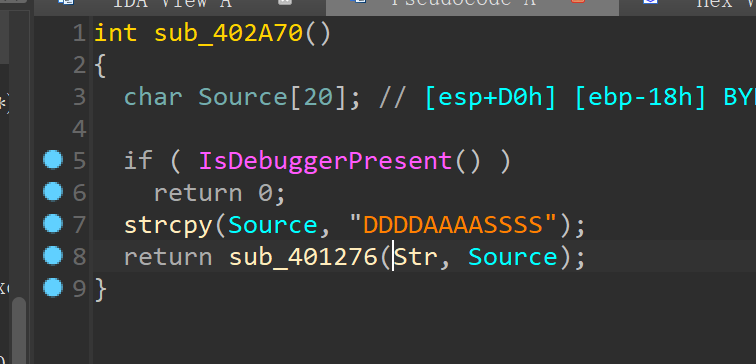 IDA View A Pseudocode A Hex V
1 int sub_402A70()
2 {
3 char Source[20]; // [esp+D0h] [ebp-18h] BY
4
5 if ( IsDebuggerPresent() )
6 return 0;
7 strcpy(Source, "DDDDAAAASSSS");
8 return sub_401276(Str, Source);
9 }